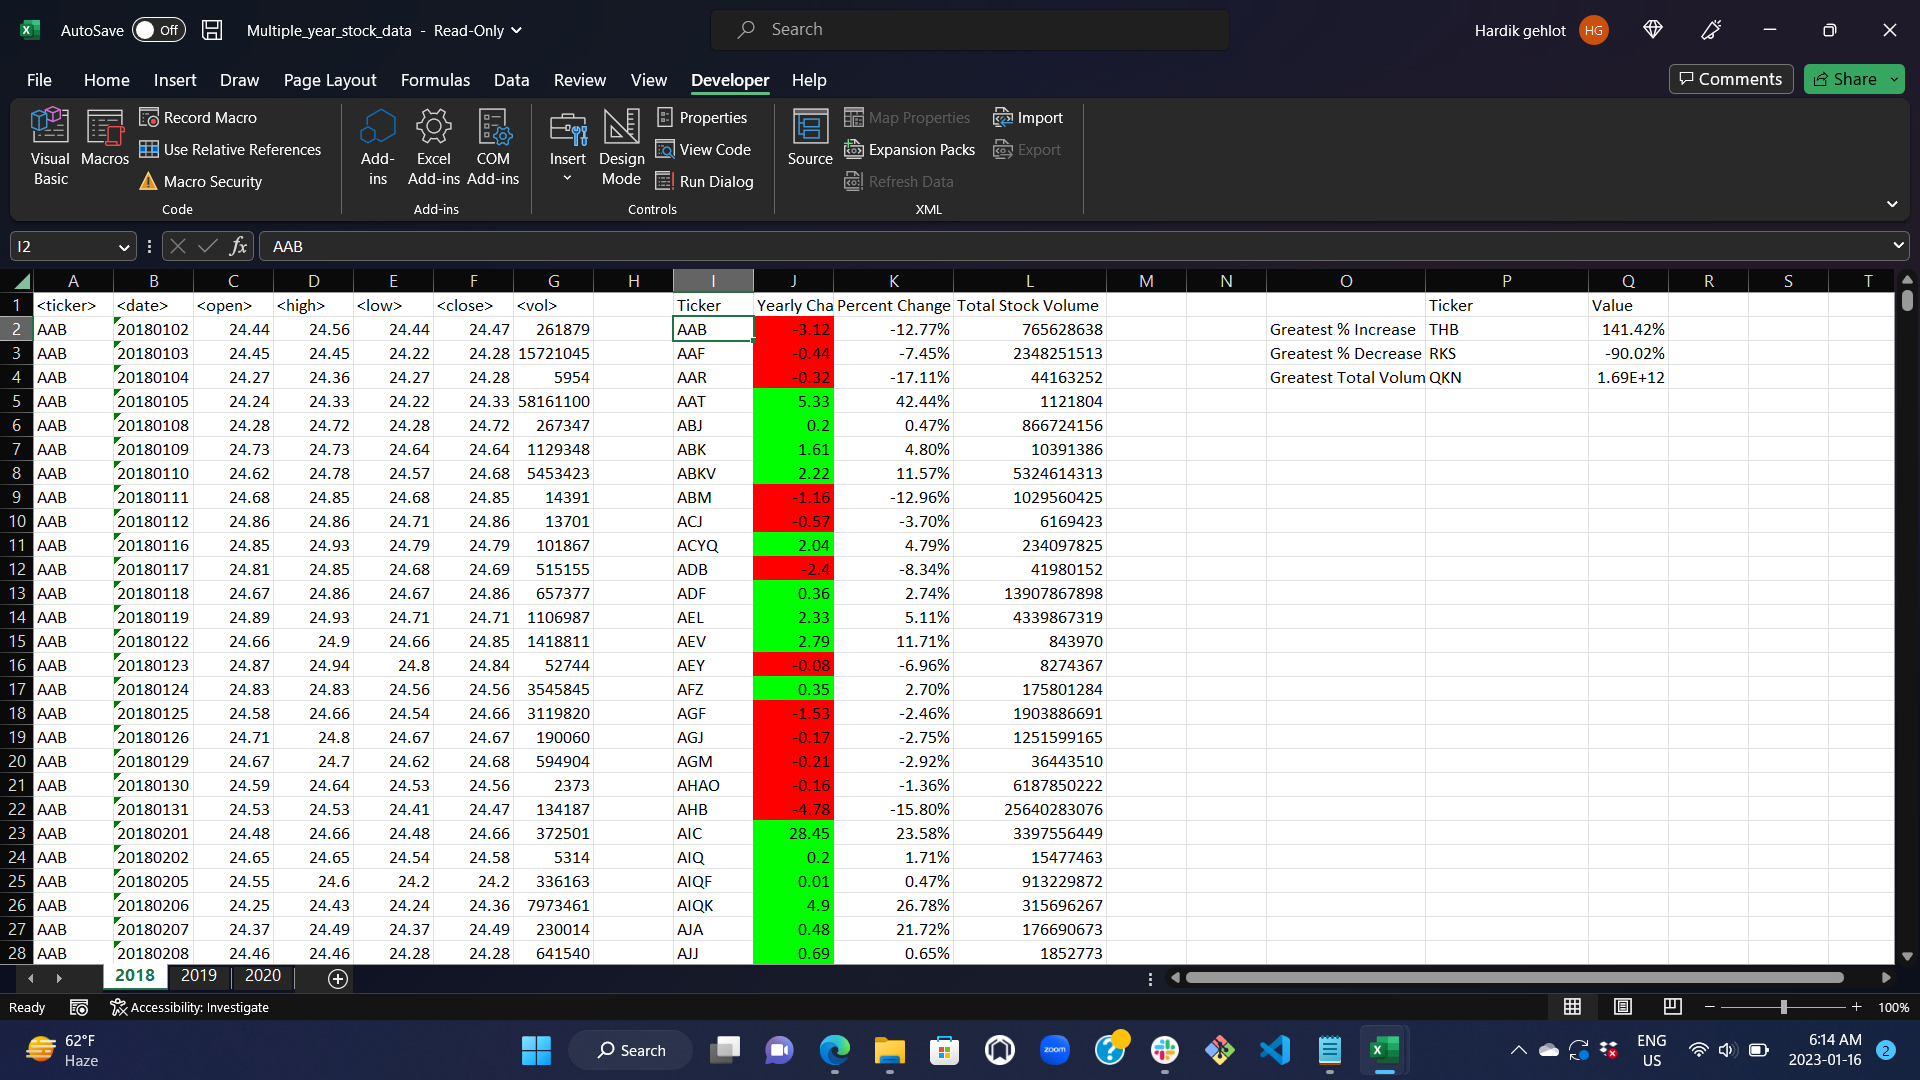 AutoSave Off Multiple_year_stock_data - Read-Only Search Hardik gehlot HG
File Home Insert Draw Page Layout Formulas Data Review View Developer Help Comments Share
Visual Basic
Macros
Record Macro
Use Relative References
Macro Security
Code
Add-ins
Excel Add-ins
COM Add-ins
Add-ins
Insert
Design Mode
Properties
View Code
Run Dialog
Controls
Source
Map Properties
Expansion Packs
Refresh Data
Import
Export
XML
I2 fx AAB
A B C D E F G H I J K L M N O P Q R S T
1 <ticker> <date> <open> <high> <low> <close> <vol> Ticker Yearly Cha Percent Change Total Stock Volume Ticker Value
2 AAB 20180102 24.44 24.56 24.44 24.47 261879 AAB -3.12 -12.77% 765628638 Greatest % Increase THB 141.42%
3 AAB 20180103 24.45 24.45 24.22 24.28 15721045 AAF -0.44 -7.45% 2348251513 Greatest % Decrease RKS -90.02%
4 AAB 20180104 24.27 24.36 24.27 24.28 5954 AAR -0.32 -17.11% 44163252 Greatest Total Volum QKN 1.69E+12
5 AAB 20180105 24.24 24.33 24.22 24.33 58161100 AAT 5.33 42.44% 1121804
6 AAB 20180108 24.28 24.72 24.28 24.72 267347 ABJ 0.2 0.47% 866724156
7 AAB 20180109 24.73 24.73 24.64 24.64 1129348 ABK 1.61 4.80% 10391386
8 AAB 20180110 24.62 24.78 24.57 24.68 5453423 ABKV 2.22 11.57% 5324614313
9 AAB 20180111 24.68 24.85 24.68 24.85 14391 ABM -1.16 -12.96% 1029560425
10 AAB 20180112 24.86 24.86 24.71 24.86 13701 ACJ -0.57 -3.70% 6169423
11 AAB 20180116 24.85 24.93 24.79 24.79 101867 ACYQ 2.04 4.79% 234097825
12 AAB 20180117 24.81 24.85 24.68 24.69 515155 ADB -2.4 -8.34% 41980152
13 AAB 20180118 24.67 24.86 24.67 24.86 657377 ADF 0.36 2.74% 13907867898
14 AAB 20180119 24.89 24.93 24.71 24.71 1106987 AEL 2.33 5.11% 4339867319
15 AAB 20180122 24.66 24.9 24.66 24.85 1418811 AEV 2.79 11.71% 843970
16 AAB 20180123 24.87 24.94 24.8 24.84 52744 AEY -0.08 -6.96% 8274367
17 AAB 20180124 24.83 24.83 24.56 24.56 3545845 AFZ 0.35 2.70% 175801284
18 AAB 20180125 24.58 24.66 24.54 24.66 3119820 AGF -1.53 -2.46% 1903886691
19 AAB 20180126 24.71 24.8 24.67 24.67 190060 AGJ -0.17 -2.75% 1251599165
20 AAB 20180129 24.67 24.7 24.62 24.68 594904 AGM -0.21 -2.92% 36443510
21 AAB 20180130 24.59 24.64 24.53 24.56 2373 AHAO -0.16 -1.36% 6187850222
22 AAB 20180131 24.53 24.53 24.41 24.47 134187 AHB -4.78 -15.80% 25640283076
23 AAB 20180201 24.48 24.66 24.48 24.66 372501 AIC 28.45 23.58% 3397556449
24 AAB 20180202 24.65 24.65 24.54 24.58 5314 AIQ 0.2 1.71% 15477463
25 AAB 20180205 24.55 24.6 24.2 24.2 336163 AIQF 0.01 0.47% 913229872
26 AAB 20180206 24.25 24.43 24.24 24.36 7973461 AIQK 4.9 26.78% 315696267
27 AAB 20180207 24.37 24.49 24.37 24.49 230014 AJA 0.48 21.72% 176690673
28 AAB 20180208 24.46 24.46 24.28 24.28 641540 AJJ 0.69 0.65% 1852773
2018 2019 2020
Ready Accessibility: Investigate 100%
62°F
Haze
Search
zoom
ENG
US
6:14 AM
2023-01-16
2